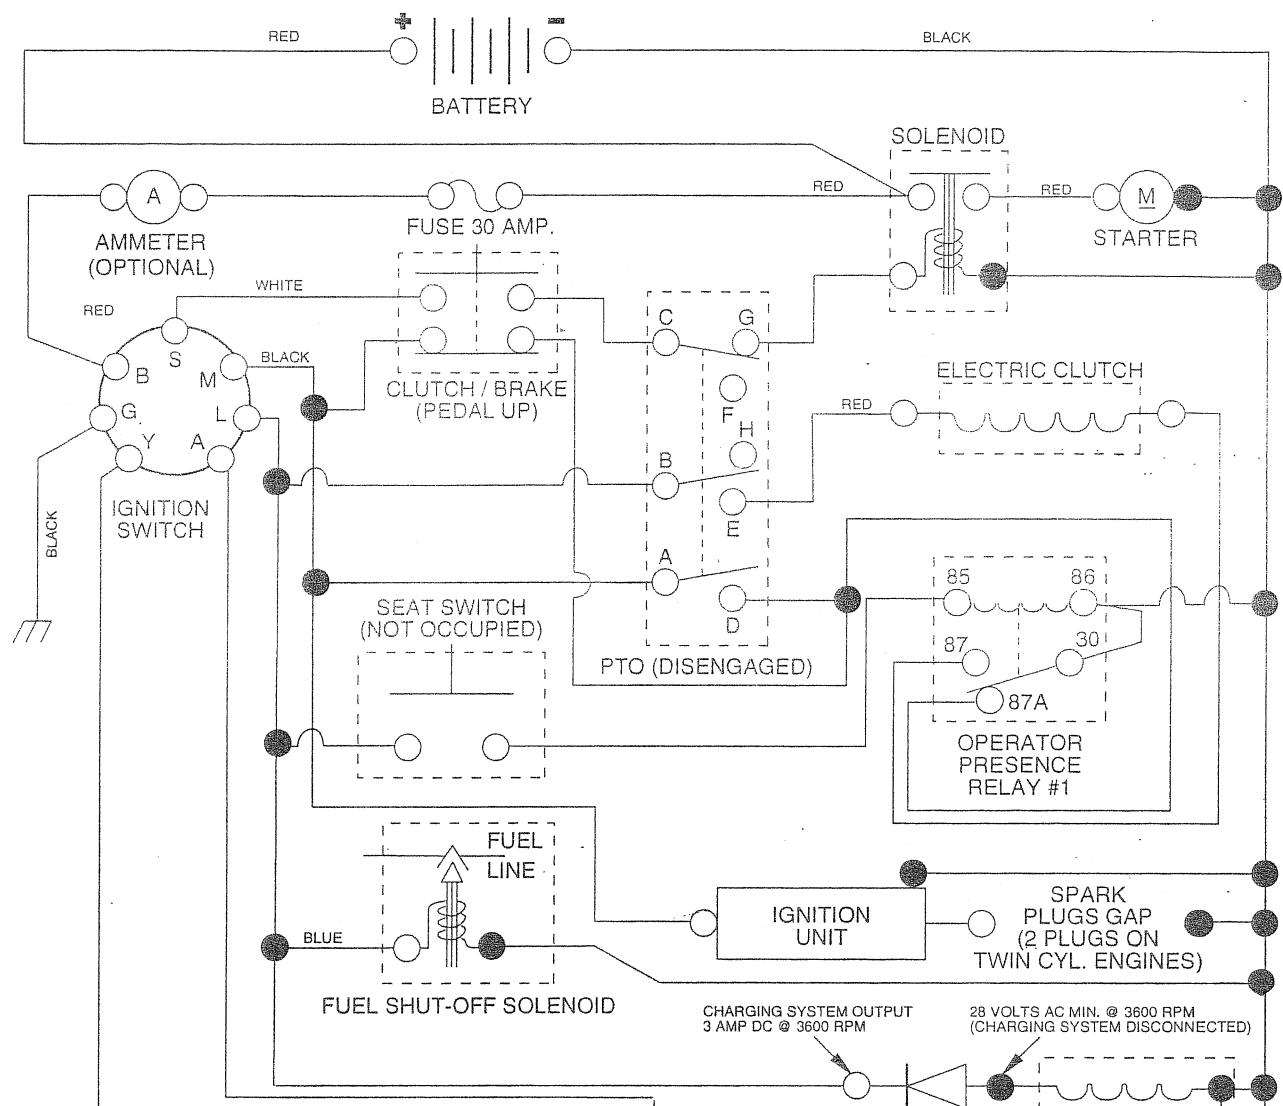 + -
RED
BLACK
BATTERY
SOLENOID
A
RED
RED
M
AMMETER
(OPTIONAL)
FUSE 30 AMP.
STARTER
WHITE
RED
S
C G
B M
BLACK
CLUTCH / BRAKE
(PEDAL UP)
ELECTRIC CLUTCH
F
RED
G L
Y A
H
B
IGNITION
SWITCH
BLACK
E
A
SEAT SWITCH
(NOT OCCUPIED)
D
85 86
87 30
PTO (DISENGAGED)
87A
OPERATOR
PRESENCE
RELAY #1
FUEL
LINE
BLUE
FUEL SHUT-OFF SOLENOID
IGNITION
UNIT
SPARK
PLUGS GAP
(2 PLUGS ON
TWIN CYL. ENGINES)
CHARGING SYSTEM OUTPUT
3 AMP DC @ 3600 RPM
28 VOLTS AC MIN. @ 3600 RPM
(CHARGING SYSTEM DISCONNECTED)